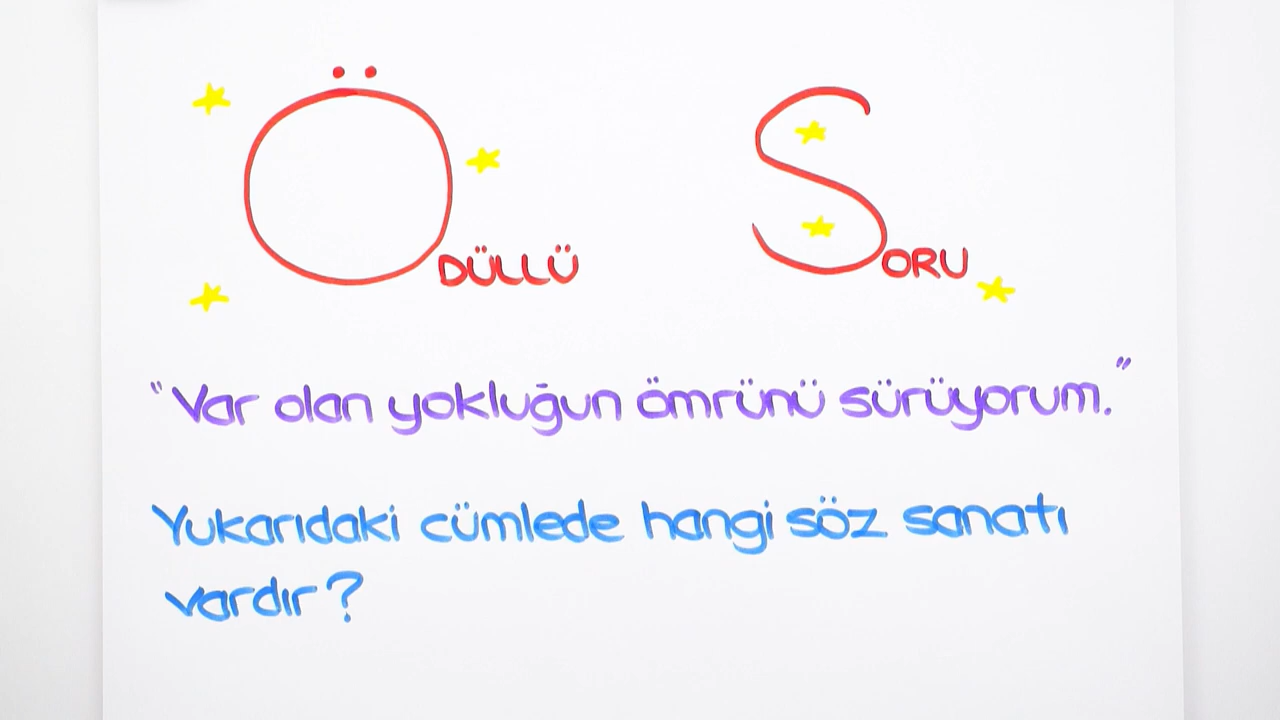 ÖDÜLLÜ SORU
"Var olan yokluğun ömrünü sürüyorum."
Yukarıdaki cümlede hangi söz sanatı
vardır?